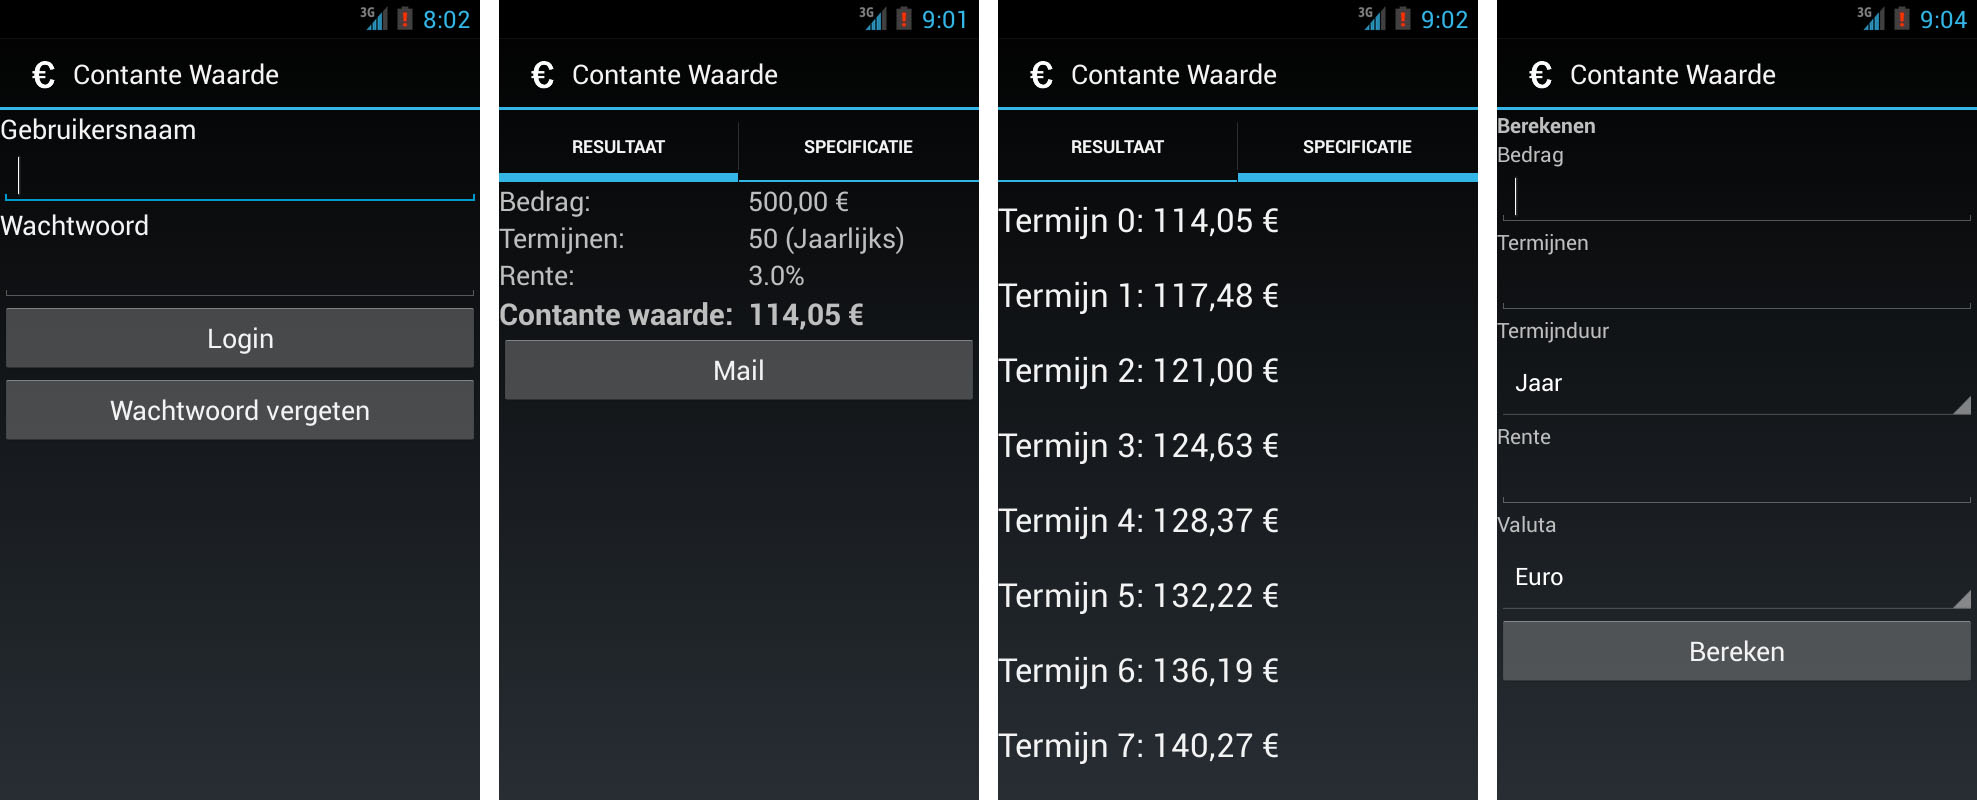 3G 8:02
€ Contante Waarde
Gebruikersnaam
Wachtwoord
Login
Wachtwoord vergeten
3G 9:01
€ Contante Waarde
RESULTAAT SPECIFICATIE
Bedrag: 500,00 €
Termijnen: 50 (Jaarlijks)
Rente: 3.0%
Contante waarde: 114,05 €
Mail
3G 9:02
€ Contante Waarde
RESULTAAT SPECIFICATIE
Termijn 0: 114,05 €
Termijn 1: 117,48 €
Termijn 2: 121,00 €
Termijn 3: 124,63 €
Termijn 4: 128,37 €
Termijn 5: 132,22 €
Termijn 6: 136,19 €
Termijn 7: 140,27 €
3G 9:04
€ Contante Waarde
Berekenen
Bedrag
Termijnen
Termijnduur
Jaar
Rente
Valuta
Euro
Bereken